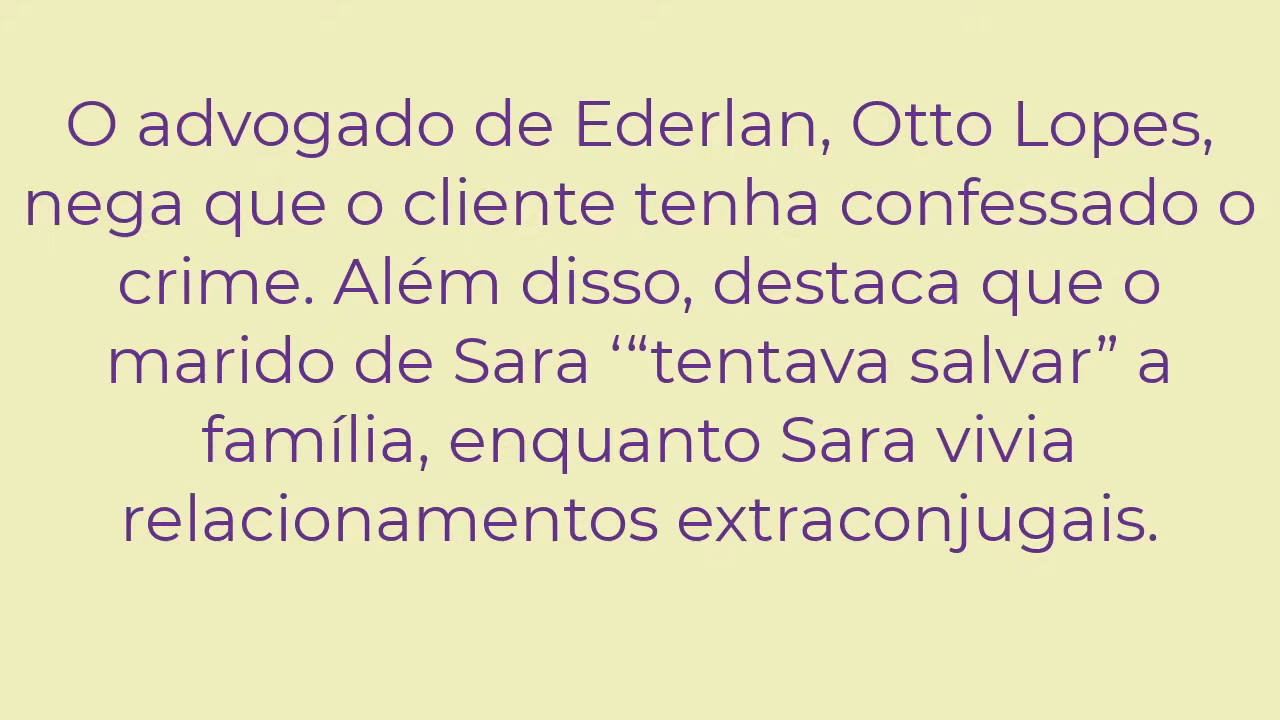 O advogado de Ederlan, Otto Lopes,
nega que o cliente tenha confessado o
crime. Além disso, destaca que o
marido de Sara ‘“tentava salvar” a
família, enquanto Sara vivia
relacionamentos extraconjugais.